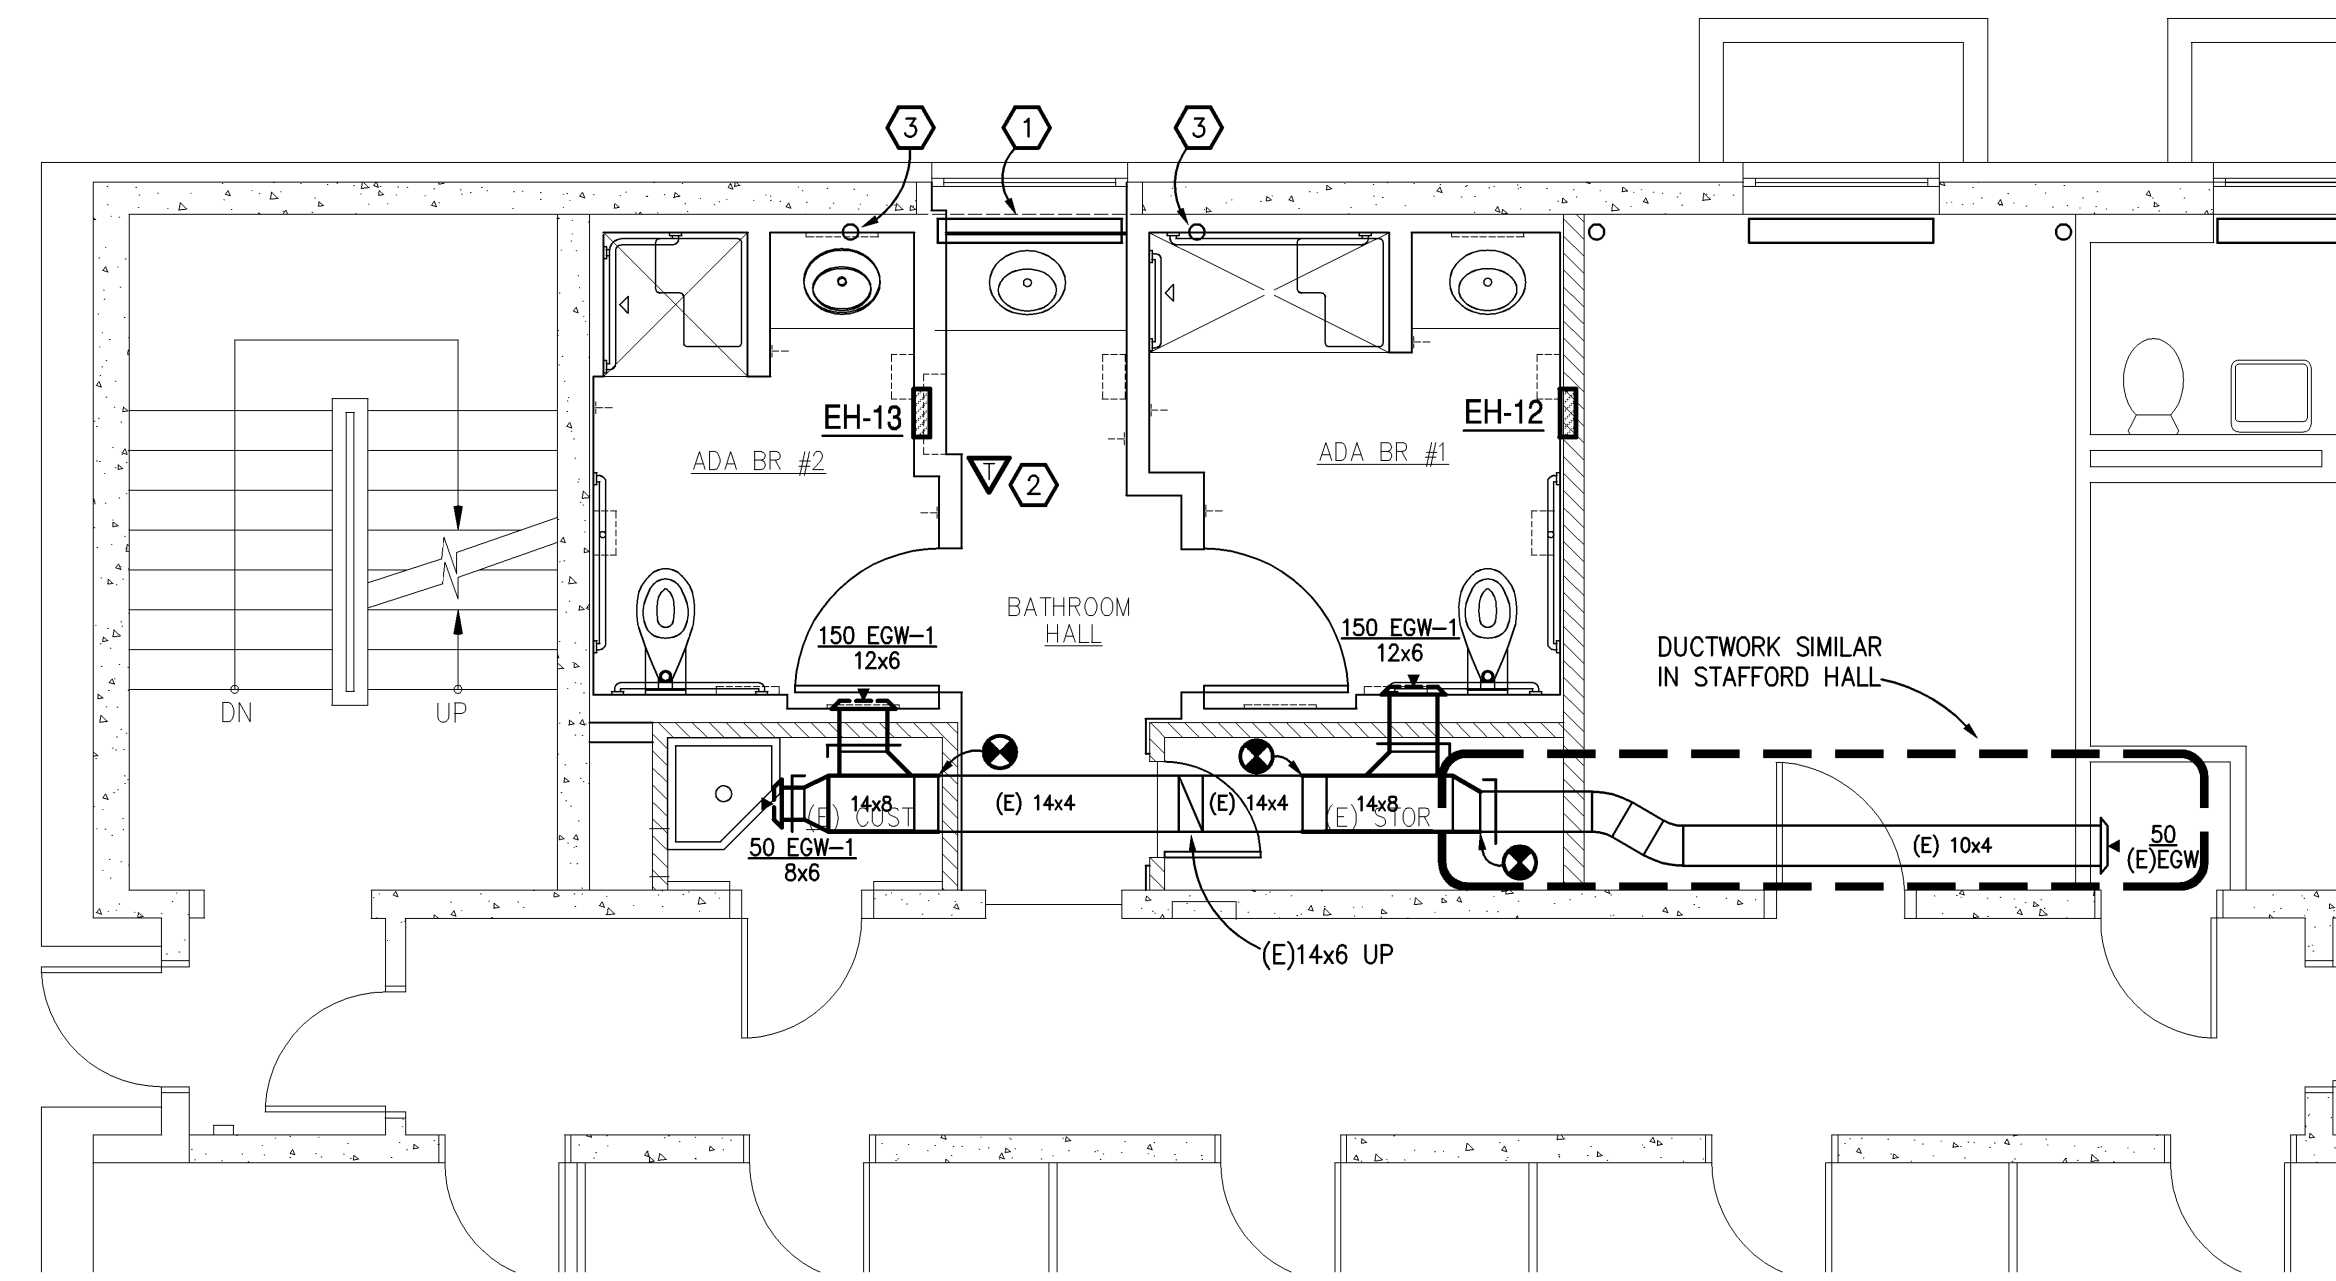 3
1
3
EH-13
EH-12
ADA BR #2
ADA BR #1
T
2
BATHROOM
HALL
150 EGW-1
12x6
150 EGW-1
12x6
DUCTWORK SIMILAR
IN STAFFORD HALL
DN
UP
14x8
(E) CUST
(E) 14x4
(E) 14x4
14x8
(E) STOR
(E) 10x4
50
(E)EGW
50 EGW-1
8x6
(E)14x6 UP